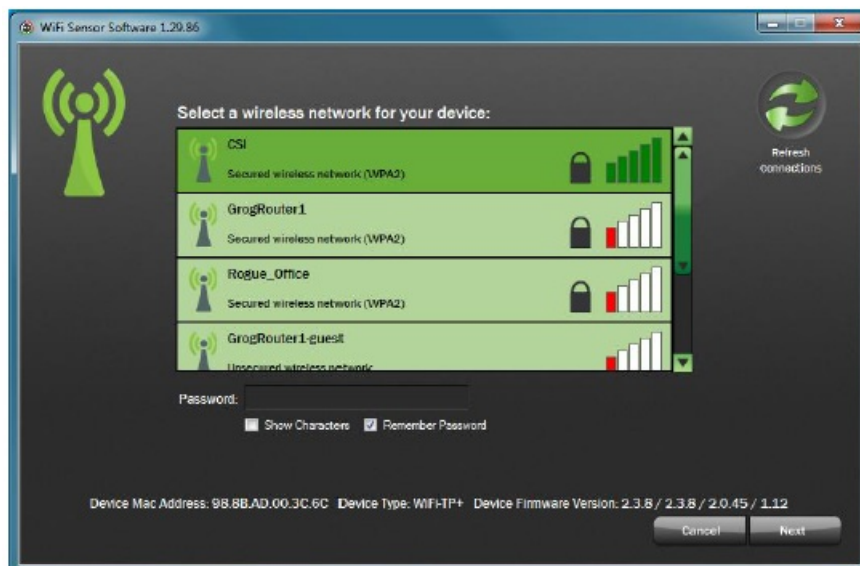 WiFi Sensor Software 1.29.86
Select a wireless network for your device:
Refresh
connections
CSI
Secured wireless network (WPA2)
GrogRouter1
Secured wireless network (WPA2)
Rogue_Office
Secured wireless network (WPA2)
GrogRouter1-guest
Unsecured wireless network
Password:
Show Characters Remember Password
Device Mac Address: 98.8B.AD.00.3C.6C Device Type: WiFi-TP+ Device Firmware Version: 2.3.8 / 2.3.8 / 2.0.45 / 1.12
Cancel Next